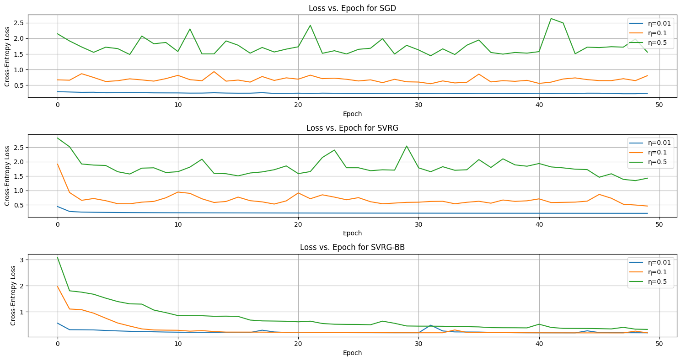 Loss vs. Epoch for SGD
Cross-Entropy Loss
2.5
2.0
1.5
1.0
0.5
η=0.01
η=0.1
η=0.5
0
10
20
30
40
50
Epoch
Loss vs. Epoch for SVRG
Cross-Entropy Loss
2.5
2.0
1.5
1.0
0.5
η=0.01
η=0.1
η=0.5
0
10
20
30
40
50
Epoch
Loss vs. Epoch for SVRG-BB
Cross-Entropy Loss
3
2
1
η=0.01
η=0.1
η=0.5
0
10
20
30
40
50
Epoch